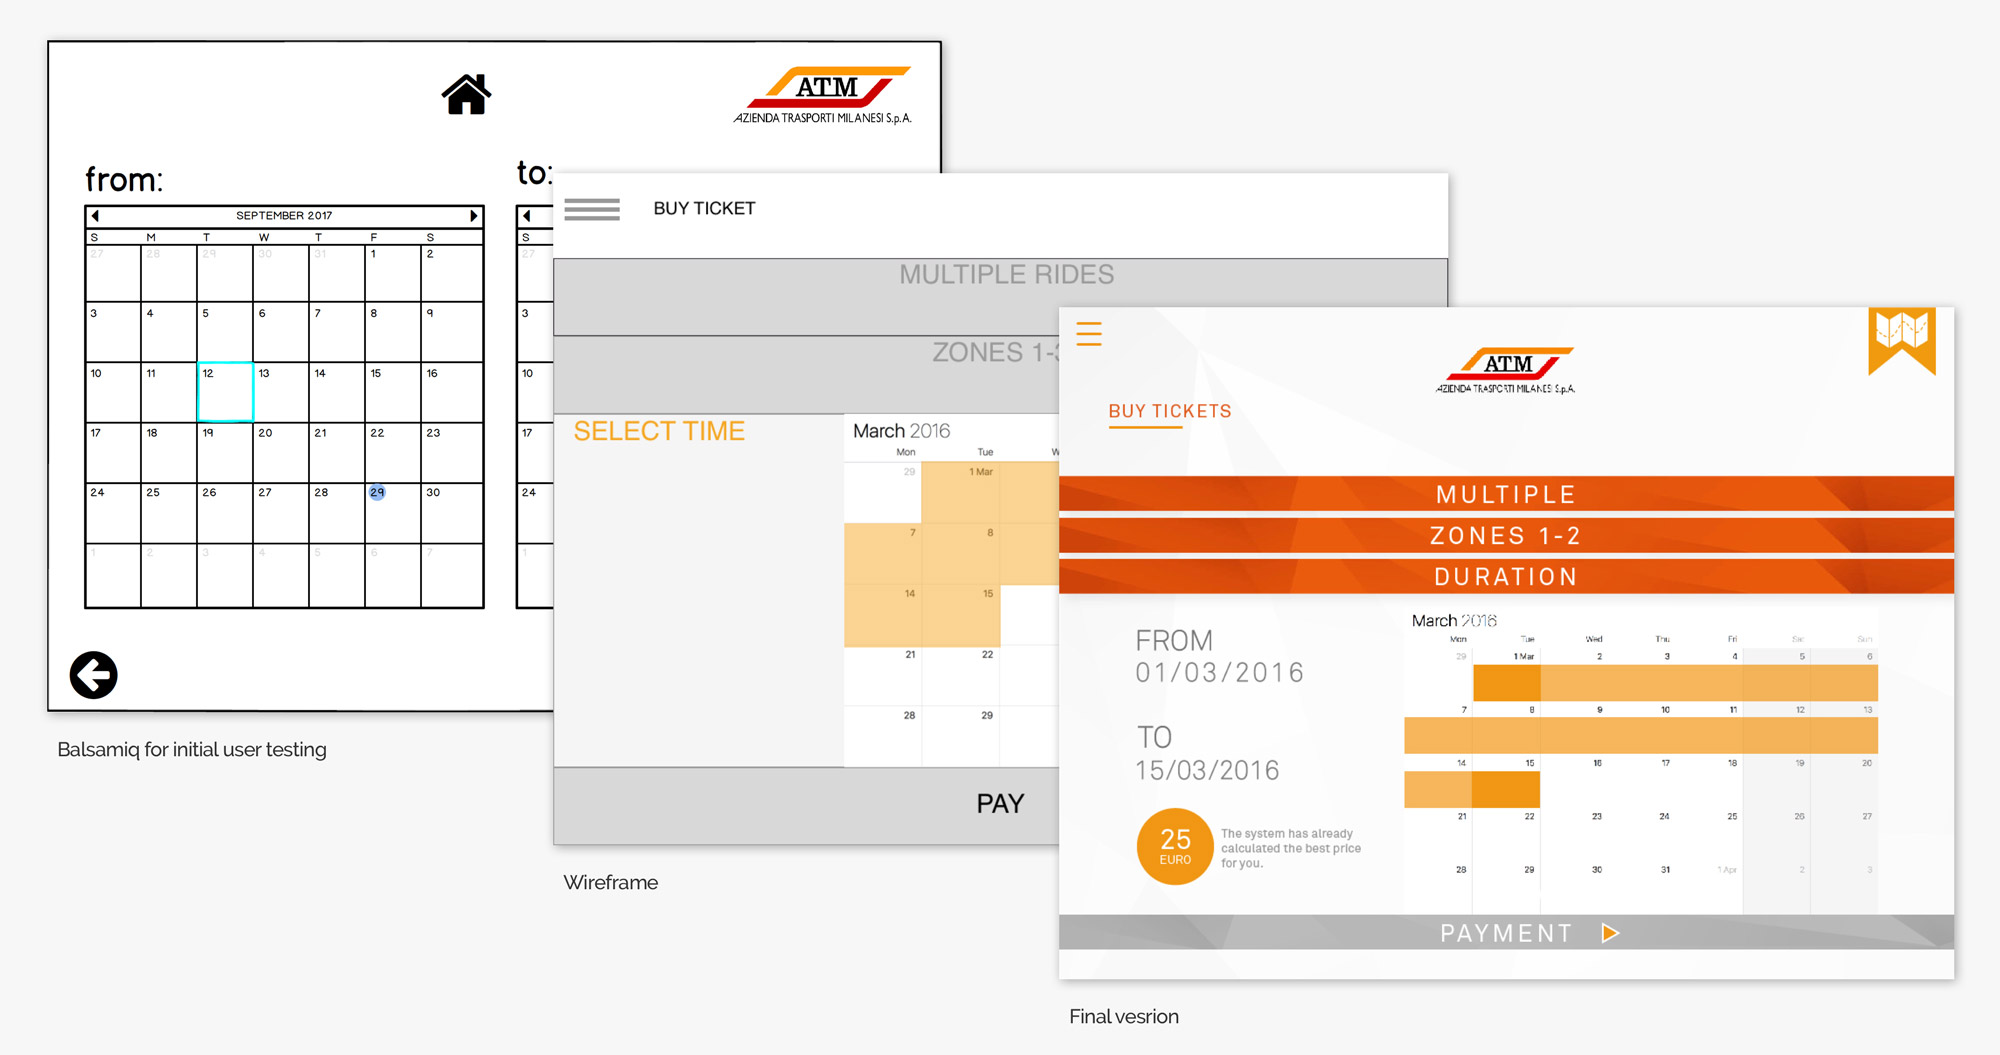 ATM
AZIENDA TRASPORTI MILANESI S.p.A.
from:
SEPTEMBER 2017
S M T W T F S
27 28 29 30 31 1 2
3 4 5 6 7 8 9
10 11 12 13 14 15 16
17 18 19 20 21 22 23
24 25 26 27 28 29 30
1 2 3 4 5 6 7
to:
S
27
3
10
17
24
1
Balsamiq for initial user testing
BUY TICKET
MULTIPLE RIDES
ZONES 1-3
SELECT TIME
March 2016
Mon Tue W
29 1 Mar
7 8
14 15
21 22
28 29
PAY
Wireframe
ATM
AZIENDA TRASPORTI MILANESI S.p.A.
BUY TICKETS
MULTIPLE
ZONES 1-2
DURATION
FROM
01/03/2016
TO
15/03/2016
25
EURO
The system has already
calculated the best price
for you.
March 2016
Mon Tue Wed Thu Fri Sat Sun
29 1 Mar 2 3 4 5 6
7 8 9 10 11 12 13
14 15 16 17 18 19 20
21 22 23 24 25 26 27
28 29 30 31 1 Apr 2 3
PAYMENT
Final vesrion